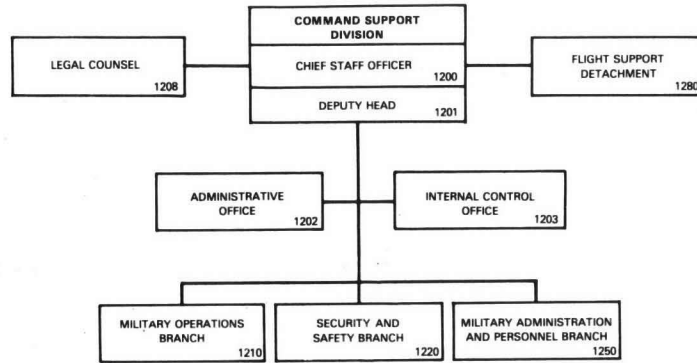 COMMAND SUPPORT
DIVISION
LEGAL COUNSEL
1208
CHIEF STAFF OFFICER
1200
FLIGHT SUPPORT
DETACHMENT
1280
DEPUTY HEAD
1201
ADMINISTRATIVE
OFFICE
1202
INTERNAL CONTROL
OFFICE
1203
MILITARY OPERATIONS
BRANCH
1210
SECURITY AND
SAFETY BRANCH
1220
MILITARY ADMINISTRATION
AND PERSONNEL BRANCH
1250